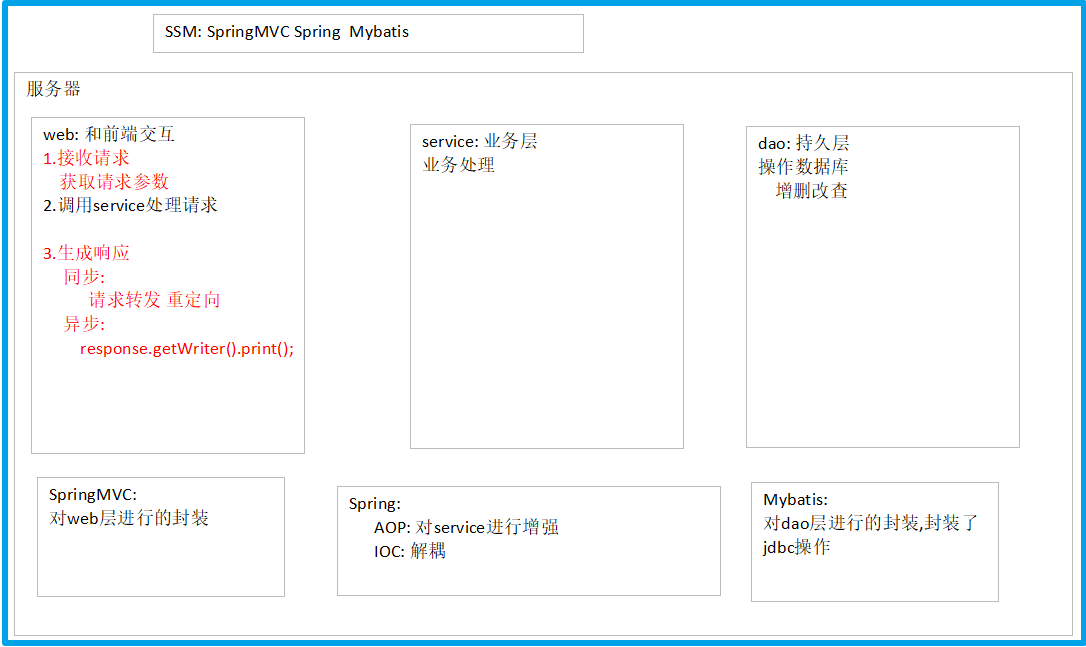 SSM: SpringMVC Spring  Mybatis
服务器
web: 和前端交互
1.接收请求
获取请求参数
2.调用service处理请求
3.生成响应
同步:
请求转发 重定向
异步:
response.getWriter().print();
service: 业务层
业务处理
dao: 持久层
操作数据库
增删改查
SpringMVC:
对web层进行的封装
Spring:
AOP: 对service进行增强
IOC: 解耦
Mybatis:
对dao层进行的封装,封装了
jdbc操作